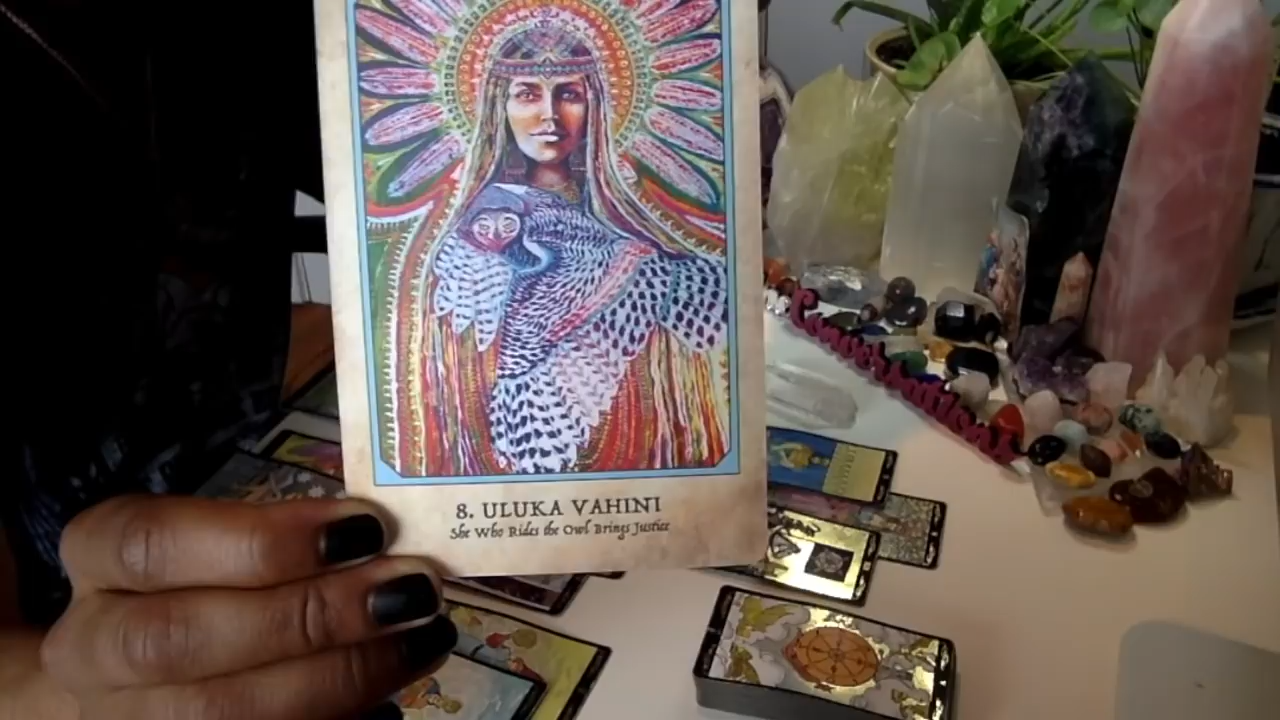 8. ULUKA VAHINI
She Who Rides the Owl Brings Justice
Conversations